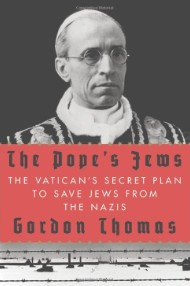 The Pope's Jews
THE VATICAN'S SECRET PLAN
TO SAVE JEWS FROM
THE NAZIS
Gordon Thomas